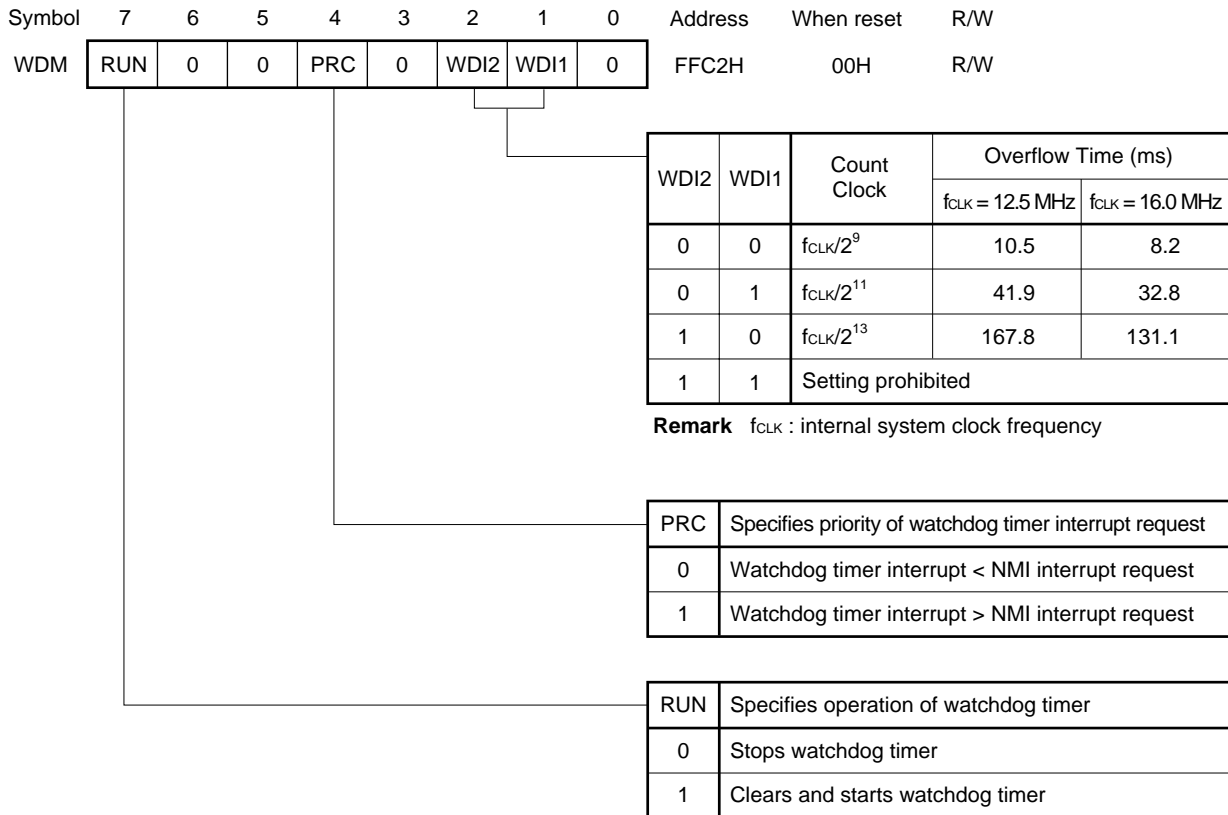 Symbol 7 6 5 4 3 2 1 0 Address When reset R/W
WDM RUN 0 0 PRC 0 WDI2 WDI1 0 FFC2H 00H R/W
WDI2 WDI1 Count Clock Overflow Time (ms)
fCLK = 12.5 MHz fCLK = 16.0 MHz
0 0 fCLK/2^9 10.5 8.2
0 1 fCLK/2^11 41.9 32.8
1 0 fCLK/2^13 167.8 131.1
1 1 Setting prohibited
Remark fCLK : internal system clock frequency
PRC Specifies priority of watchdog timer interrupt request
0 Watchdog timer interrupt < NMI interrupt request
1 Watchdog timer interrupt > NMI interrupt request
RUN Specifies operation of watchdog timer
0 Stops watchdog timer
1 Clears and starts watchdog timer